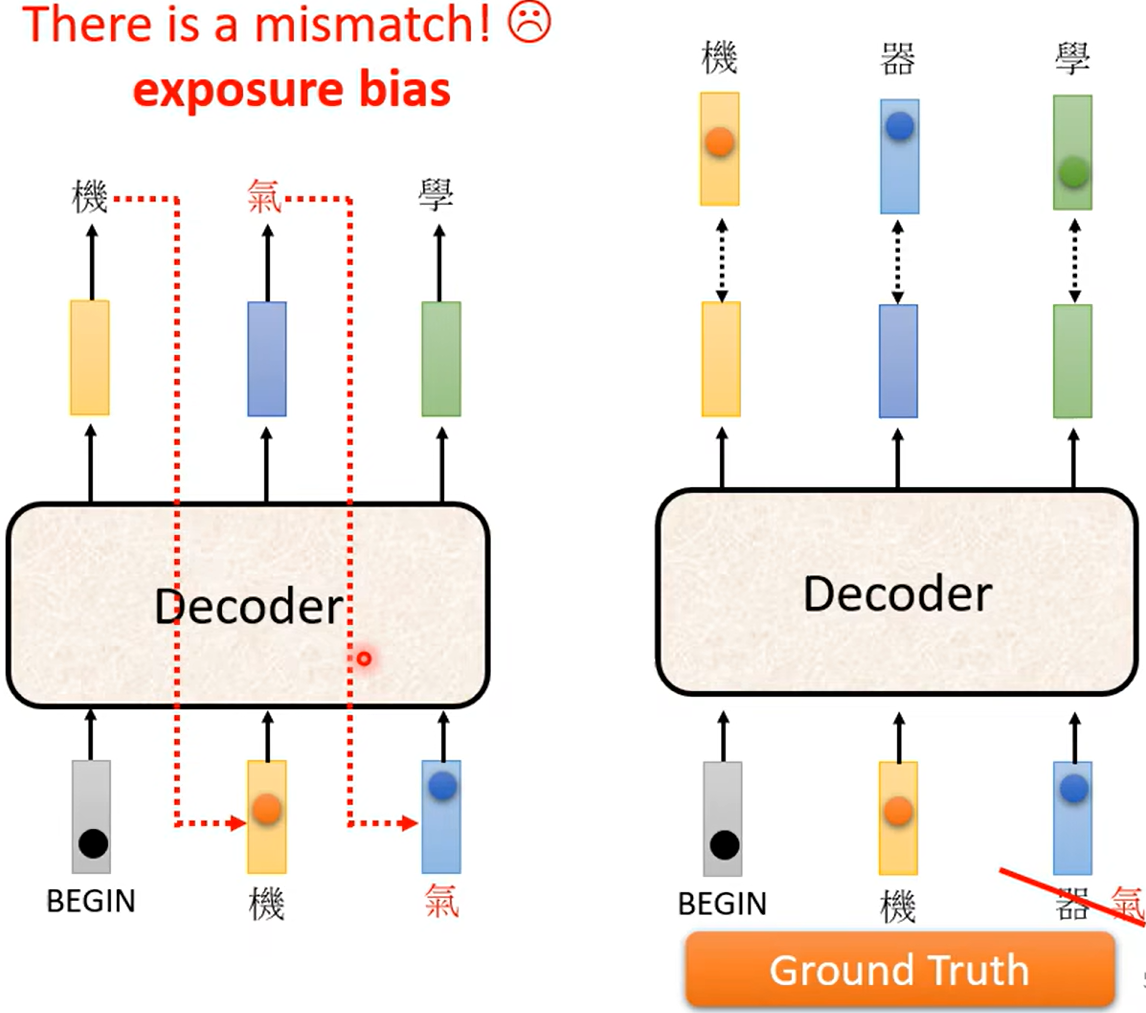 There is a mismatch! ☹
exposure bias
機 氣 學
Decoder
BEGIN 機 氣
機 器 學
Decoder
BEGIN 機 器 氣
Ground Truth